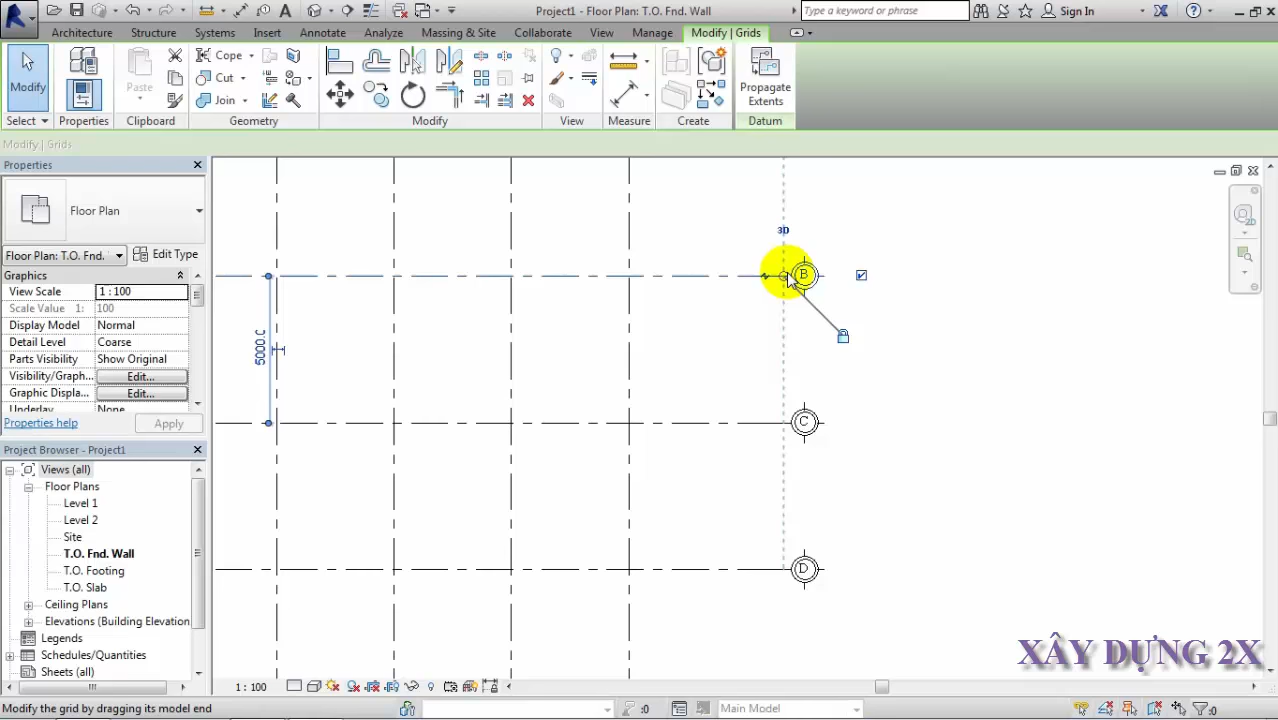 Project1 - Floor Plan: T.O. Fnd. Wall
Type a keyword or phrase
Sign In
Architecture
Structure
Systems
Insert
Annotate
Analyze
Massing & Site
Collaborate
View
Manage
Modify | Grids
Modify
Paste
Cope
Cut
Join
Propagate
Extents
Select
Properties
Clipboard
Geometry
Modify
View
Measure
Create
Datum
Modify | Grids
Properties
Floor Plan
Floor Plan: T.O. Fnd.
Edit Type
Graphics
View Scale
1 : 100
Scale Value 1:
100
Display Model
Normal
Detail Level
Coarse
Parts Visibility
Show Original
Visibility/Graph...
Edit...
Graphic Displa...
Edit...
Underlay
None
Properties help
Apply
Project Browser - Project1
Views (all)
Floor Plans
Level 1
Level 2
Site
T.O. Fnd. Wall
T.O. Footing
T.O. Slab
Ceiling Plans
Elevations (Building Elevation
Legends
Schedules/Quantities
Sheets (all)
3D
B
5000.0
C
D
2D
XÂY DỰNG 2X
1 : 100
Modify the grid by dragging its model end
:0
Main Model
:0